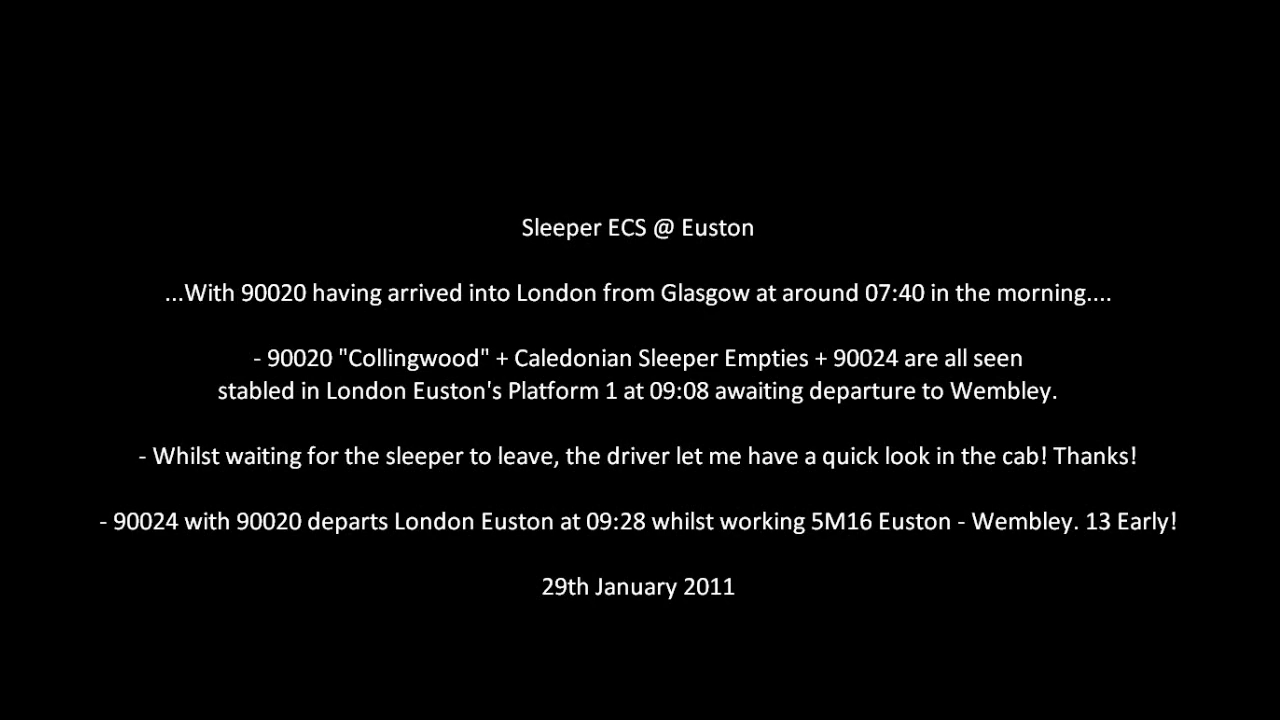 Sleeper ECS @ Euston
...With 90020 having arrived into London from Glasgow at around 07:40 in the morning....
- 90020 "Collingwood" + Caledonian Sleeper Empties + 90024 are all seen
stabled in London Euston's Platform 1 at 09:08 awaiting departure to Wembley.
- Whilst waiting for the sleeper to leave, the driver let me have a quick look in the cab! Thanks!
- 90024 with 90020 departs London Euston at 09:28 whilst working 5M16 Euston - Wembley. 13 Early!
29th January 2011